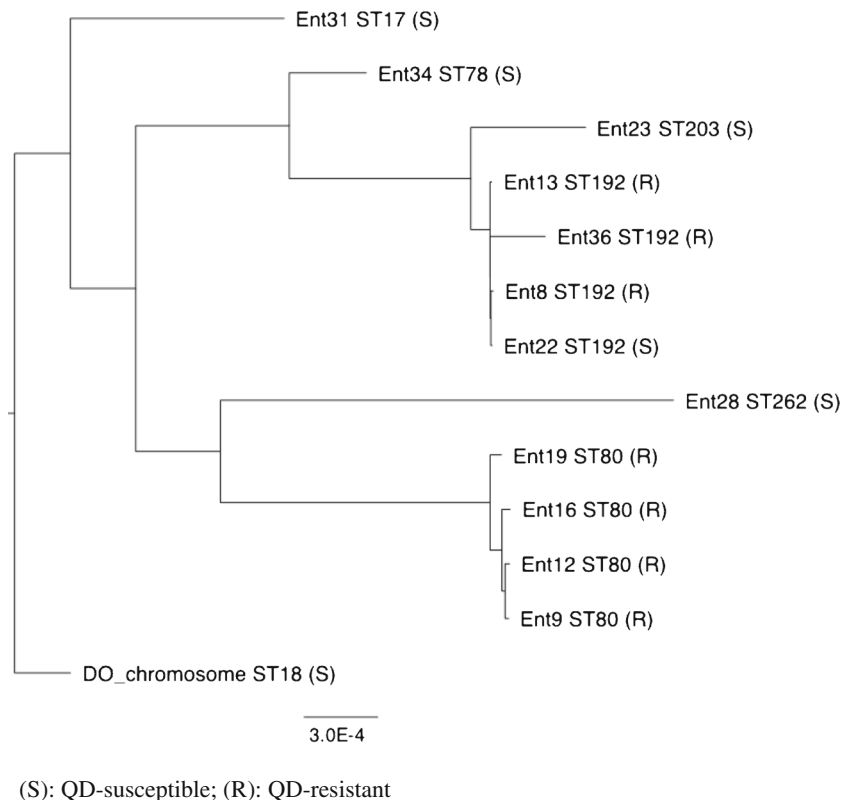 Ent31 ST17 (S)
Ent34 ST78 (S)
Ent23 ST203 (S)
Ent13 ST192 (R)
Ent36 ST192 (R)
Ent8 ST192 (R)
Ent22 ST192 (S)
Ent28 ST262 (S)
Ent19 ST80 (R)
Ent16 ST80 (R)
Ent12 ST80 (R)
Ent9 ST80 (R)
DO_chromosome ST18 (S)
3.0E-4
(S): QD-susceptible; (R): QD-resistant